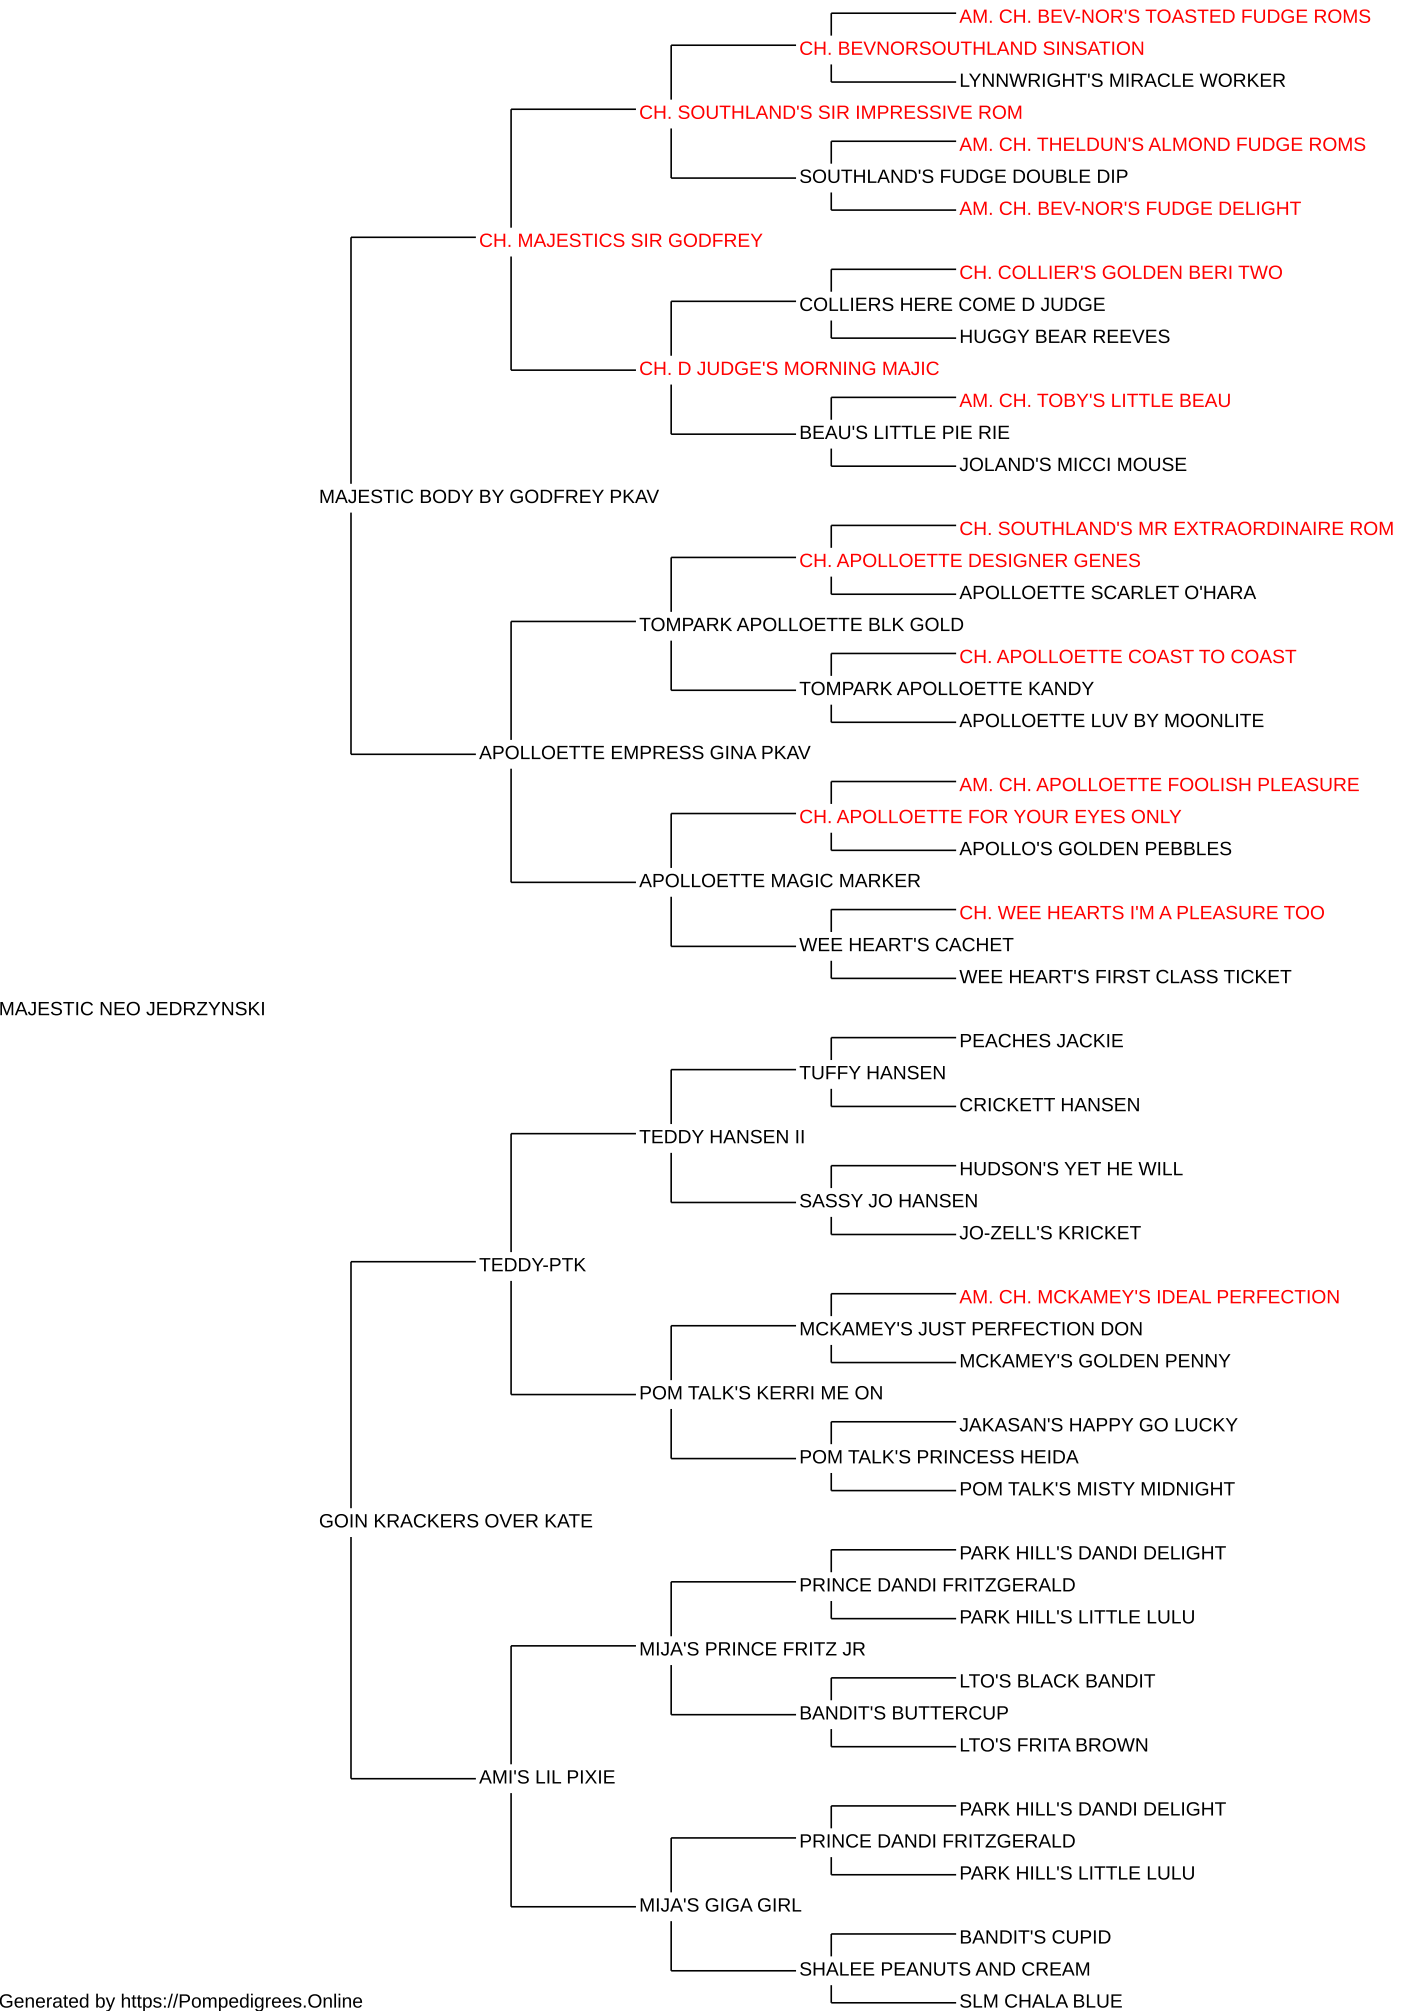 AM. CH. BEV-NOR'S TOASTED FUDGE ROMS
CH. BEVNORSOUTHLAND SINSATION
LYNNWRIGHT'S MIRACLE WORKER
CH. SOUTHLAND'S SIR IMPRESSIVE ROM
AM. CH. THELDUN'S ALMOND FUDGE ROMS
SOUTHLAND'S FUDGE DOUBLE DIP
AM. CH. BEV-NOR'S FUDGE DELIGHT
CH. MAJESTICS SIR GODFREY
CH. COLLIER'S GOLDEN BERI TWO
COLLIERS HERE COME D JUDGE
HUGGY BEAR REEVES
CH. D JUDGE'S MORNING MAJIC
AM. CH. TOBY'S LITTLE BEAU
BEAU'S LITTLE PIE RIE
JOLAND'S MICCI MOUSE
MAJESTIC BODY BY GODFREY PKAV
CH. SOUTHLAND'S MR EXTRAORDINAIRE ROM
CH. APOLLOETTE DESIGNER GENES
APOLLOETTE SCARLET O'HARA
TOMPARK APOLLOETTE BLK GOLD
CH. APOLLOETTE COAST TO COAST
TOMPARK APOLLOETTE KANDY
APOLLOETTE LUV BY MOONLITE
APOLLOETTE EMPRESS GINA PKAV
AM. CH. APOLLOETTE FOOLISH PLEASURE
CH. APOLLOETTE FOR YOUR EYES ONLY
APOLLO'S GOLDEN PEBBLES
APOLLOETTE MAGIC MARKER
CH. WEE HEARTS I'M A PLEASURE TOO
WEE HEART'S CACHET
WEE HEART'S FIRST CLASS TICKET
MAJESTIC NEO JEDRZYNSKI
PEACHES JACKIE
TUFFY HANSEN
CRICKETT HANSEN
TEDDY HANSEN II
HUDSON'S YET HE WILL
SASSY JO HANSEN
JO-ZELL'S KRICKET
TEDDY-PTK
AM. CH. MCKAMEY'S IDEAL PERFECTION
MCKAMEY'S JUST PERFECTION DON
MCKAMEY'S GOLDEN PENNY
POM TALK'S KERRI ME ON
JAKASAN'S HAPPY GO LUCKY
POM TALK'S PRINCESS HEIDA
POM TALK'S MISTY MIDNIGHT
GOIN KRACKERS OVER KATE
PARK HILL'S DANDI DELIGHT
PRINCE DANDI FRITZGERALD
PARK HILL'S LITTLE LULU
MIJA'S PRINCE FRITZ JR
LTO'S BLACK BANDIT
BANDIT'S BUTTERCUP
LTO'S FRITA BROWN
AMI'S LIL PIXIE
PARK HILL'S DANDI DELIGHT
PRINCE DANDI FRITZGERALD
PARK HILL'S LITTLE LULU
MIJA'S GIGA GIRL
BANDIT'S CUPID
SHALEE PEANUTS AND CREAM
SLM CHALA BLUE
Generated by https://Pompedigrees.Online